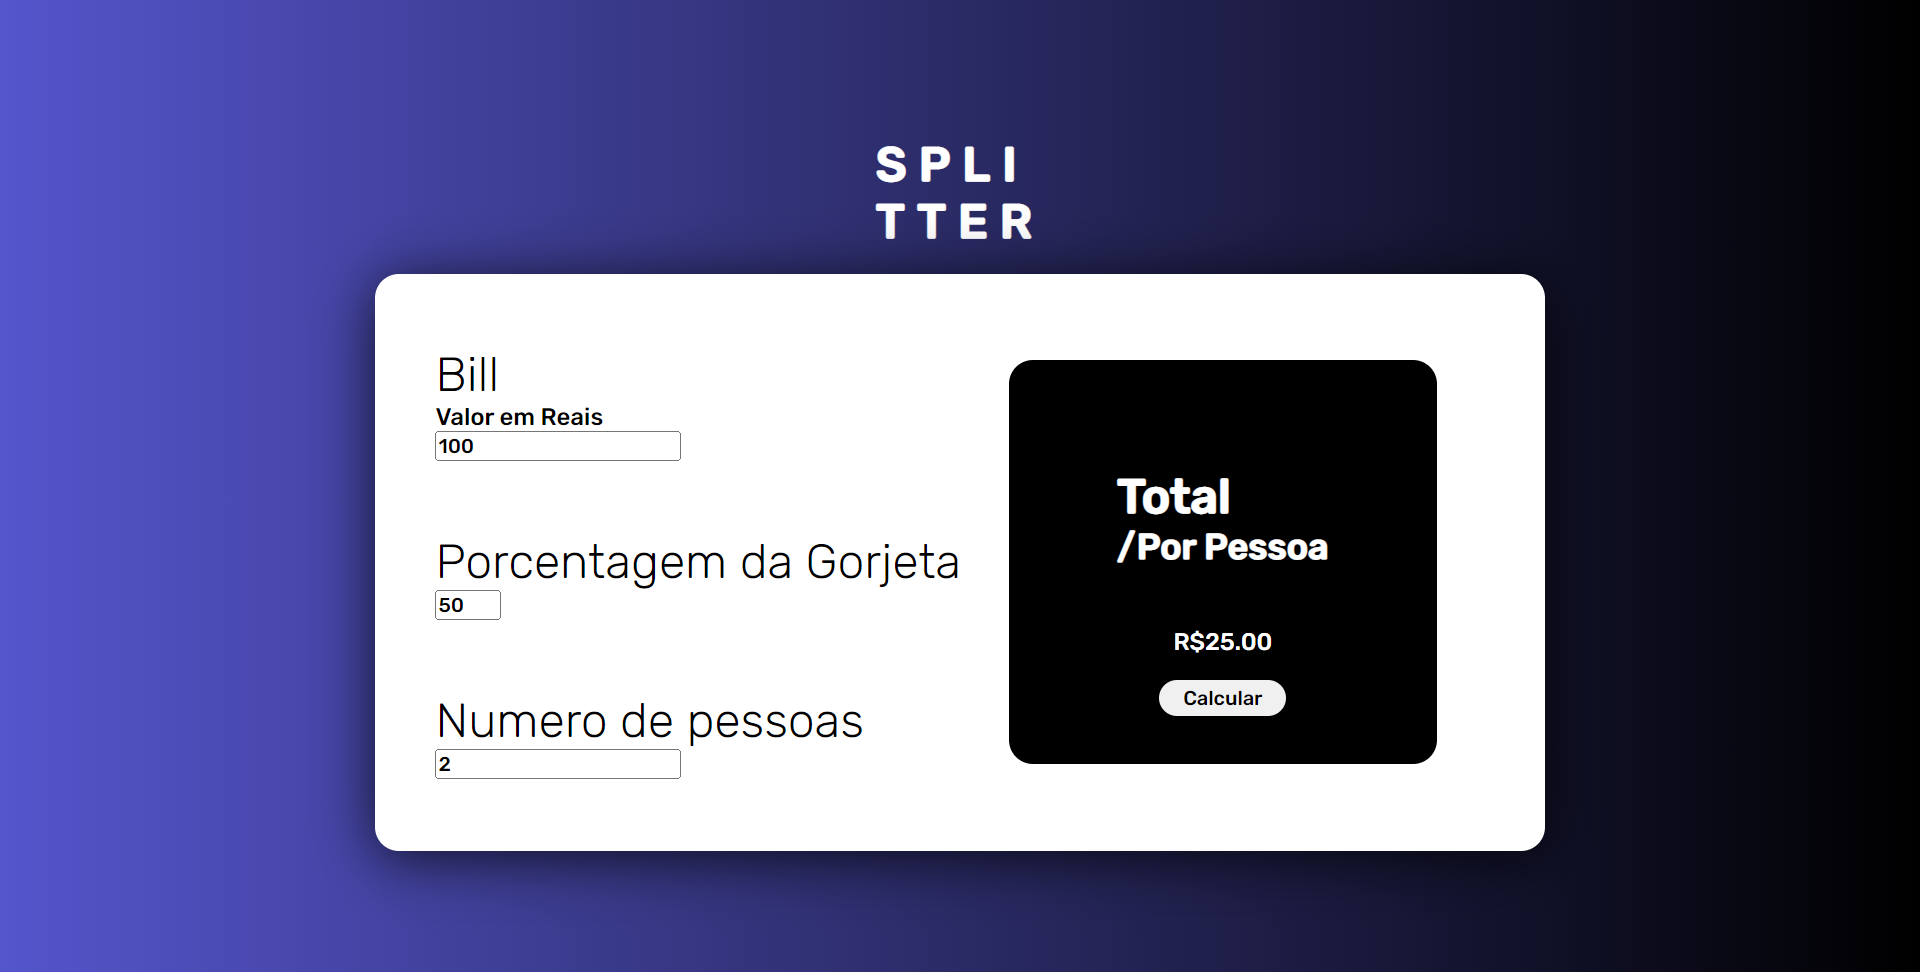 SPLI
TTER
Bill
Valor em Reais
100
Porcentagem da Gorjeta
50
Numero de pessoas
2
Total
/Por Pessoa
R$25.00
Calcular